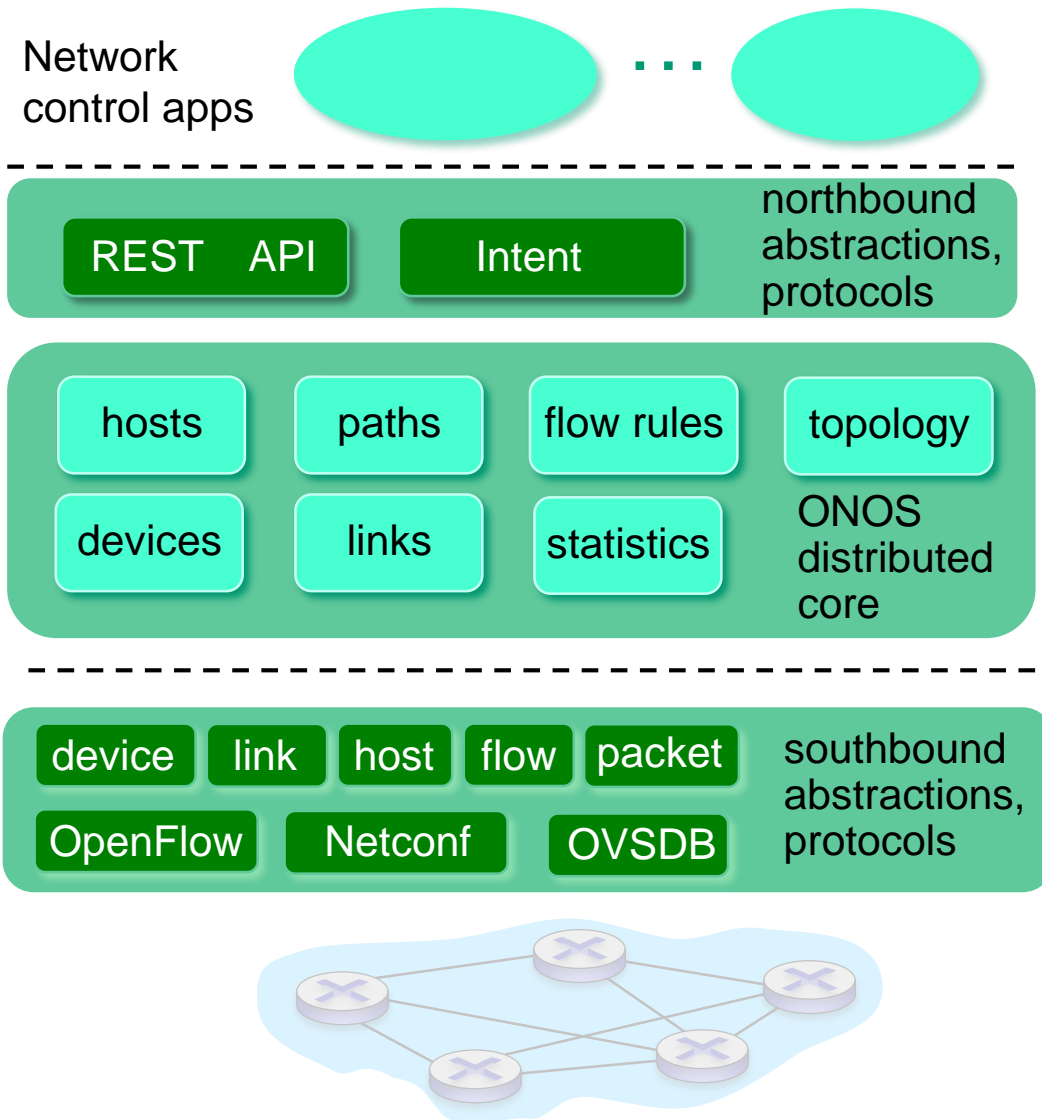 Network
control apps
. . .
REST API
Intent
northbound
abstractions,
protocols
hosts
paths
flow rules
topology
devices
links
statistics
ONOS
distributed
core
device
link
host
flow
packet
OpenFlow
Netconf
OVSDB
southbound
abstractions,
protocols